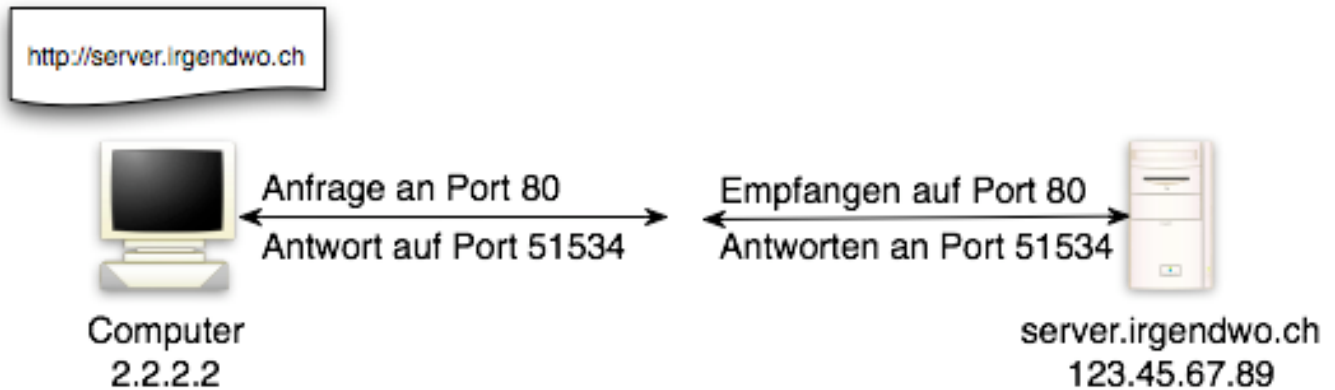 http://server.irgendwo.ch
Anfrage an Port 80
Antwort auf Port 51534
Empfangen auf Port 80
Antworten an Port 51534
Computer
2.2.2.2
server.irgendwo.ch
123.45.67.89